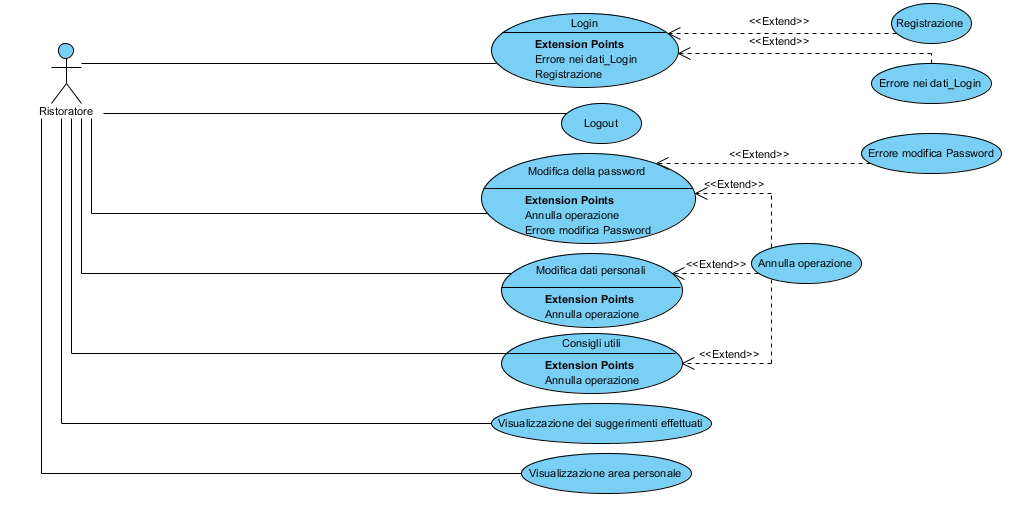 Login
Extension Points
Errore nei dati_Login
Registrazione
<<Extend>>
Registrazione
<<Extend>>
Errore nei dati_Login
Ristoratore
Logout
Modifica della password
Extension Points
Annulla operazione
Errore modifica Password
<<Extend>>
Errore modifica Password
<<Extend>>
Modifica dati personali
Extension Points
Annulla operazione
<<Extend>>
Annulla operazione
Consigli utili
Extension Points
Annulla operazione
<<Extend>>
Visualizzazione dei suggerimenti effettuati
Visualizzazione area personale